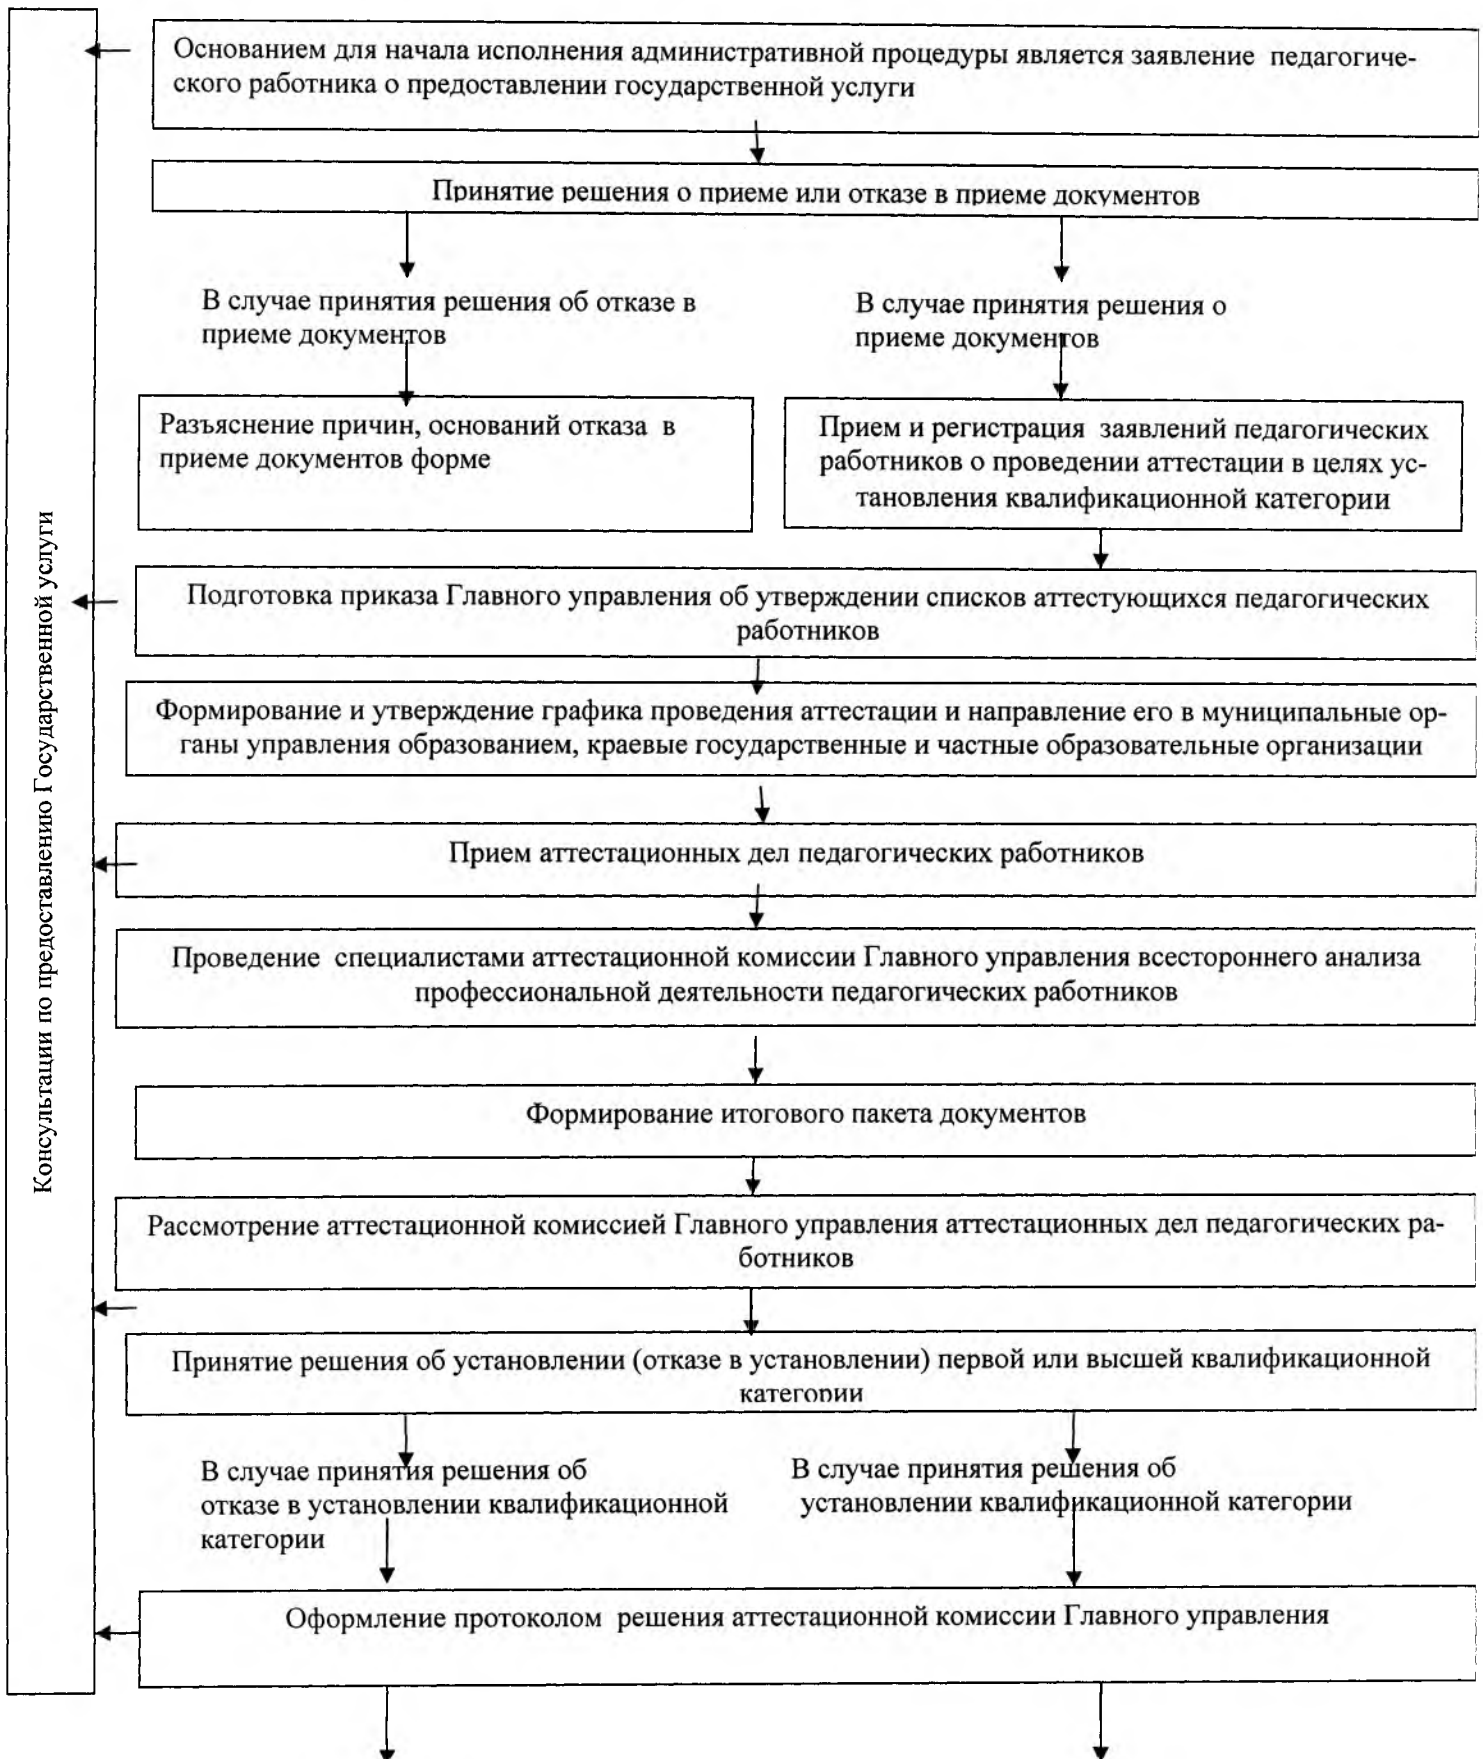 Основанием для начала исполнения административной процедуры является заявление педагогиче-
ского работника о предоставлении государственной услуги
Принятие решения о приеме или отказе в приеме документов
В случае принятия решения об отказе в
приеме документов
В случае принятия решения о
приеме документов
Разъяснение причин, оснований отказа в
приеме документов форме
Прием и регистрация заявлений педагогических
работников о проведении аттестации в целях ус-
тановления квалификационной категории
Подготовка приказа Главного управления об утверждении списков аттестующихся педагогических
работников
Формирование и утверждение графика проведения аттестации и направление его в муниципальные ор-
ганы управления образованием, краевые государственные и частные образовательные организации
Прием аттестационных дел педагогических работников
Проведение специалистами аттестационной комиссии Главного управления всестороннего анализа
профессиональной деятельности педагогических работников
Формирование итогового пакета документов
Рассмотрение аттестационной комиссией Главного управления аттестационных дел педагогических ра-
ботников
Принятие решения об установлении (отказе в установлении) первой или высшей квалификационной
категории
В случае принятия решения об
отказе в установлении квалификационной
категории
В случае принятия решения об
установлении квалификационной категории
Оформление протоколом решения аттестационной комиссии Главного управления
Консультации по предоставлению Государственной услуги